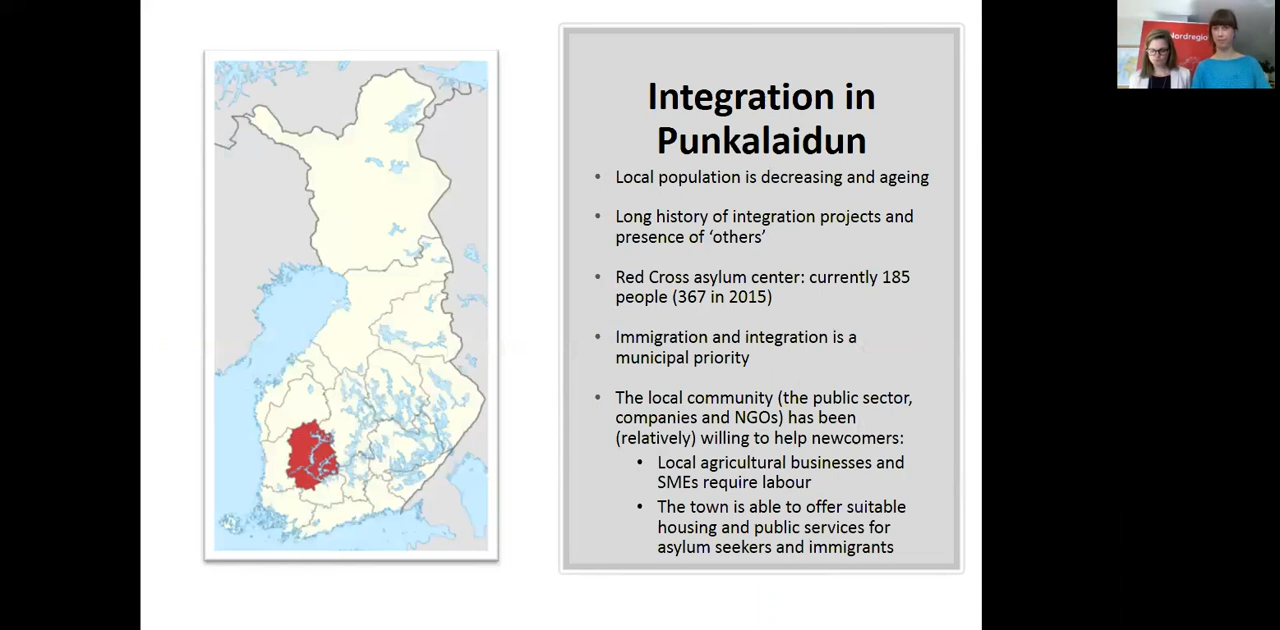 Nordregio
Integration in
Punkalaidun
• Local population is decreasing and ageing
• Long history of integration projects and
presence of ‘others’
• Red Cross asylum center: currently 185
people (367 in 2015)
• Immigration and integration is a
municipal priority
• The local community (the public sector,
companies and NGOs) has been
(relatively) willing to help newcomers:
• Local agricultural businesses and
SMEs require labour
• The town is able to offer suitable
housing and public services for
asylum seekers and immigrants